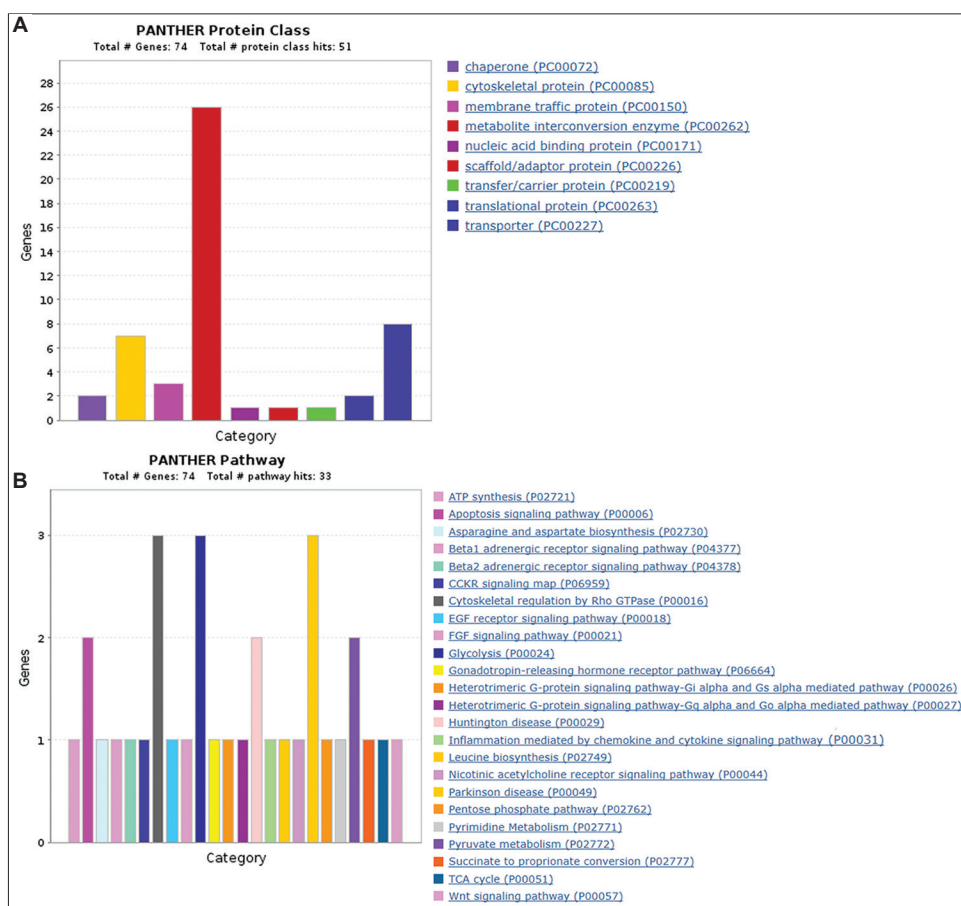 A
PANTHER Protein Class
Total # Genes: 74 Total # protein class hits: 51
28
26
24
22
20
18
16
14
12
10
8
6
4
2
0
Genes
Category
chaperone (PC00072)
cytoskeletal protein (PC00085)
membrane traffic protein (PC00150)
metabolite interconversion enzyme (PC00262)
nucleic acid binding protein (PC00171)
scaffold/adaptor protein (PC00226)
transfer/carrier protein (PC00219)
translational protein (PC00263)
transporter (PC00227)
B
PANTHER Pathway
Total # Genes: 74 Total # pathway hits: 33
3
2
1
0
Genes
Category
ATP synthesis (P02721)
Apoptosis signaling pathway (P00006)
Asparagine and aspartate biosynthesis (P02730)
Beta1 adrenergic receptor signaling pathway (P04377)
Beta2 adrenergic receptor signaling pathway (P04378)
CCKR signaling map (P06959)
Cytoskeletal regulation by Rho GTPase (P00016)
EGF receptor signaling pathway (P00018)
FGF signaling pathway (P00021)
Glycolysis (P00024)
Gonadotropin-releasing hormone receptor pathway (P06664)
Heterotrimeric G-protein signaling pathway-Gi alpha and Gs alpha mediated pathway (P00026)
Heterotrimeric G-protein signaling pathway-Gq alpha and Go alpha mediated pathway (P00027)
Huntington disease (P00029)
Inflammation mediated by chemokine and cytokine signaling pathway (P00031)
Leucine biosynthesis (P02749)
Nicotinic acetylcholine receptor signaling pathway (P00044)
Parkinson disease (P00049)
Pentose phosphate pathway (P02762)
Pyrimidine Metabolism (P02771)
Pyruvate metabolism (P02772)
Succinate to proprionate conversion (P02777)
TCA cycle (P00051)
Wnt signaling pathway (P00057)